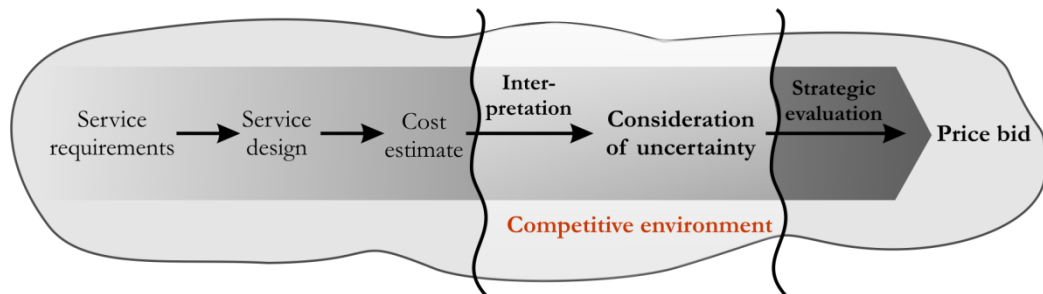 Service
requirements
Service
design
Cost
estimate
Inter-
pretation
Consideration
of uncertainty
Strategic
evaluation
Price bid
Competitive environment